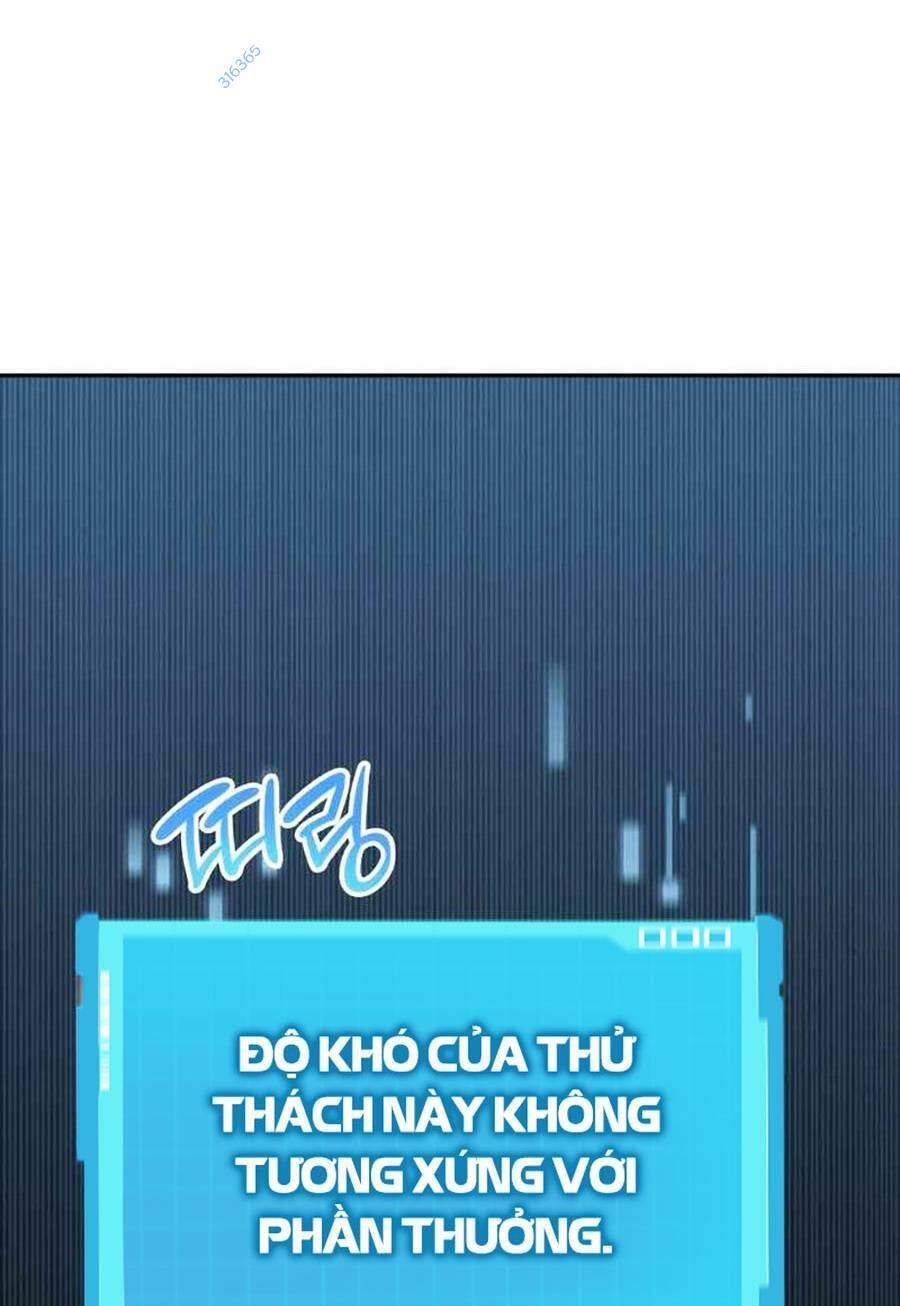 316365
띠링
ĐỘ KHÓ CỦA THỬ
THÁCH NÀY KHÔNG
TƯƠNG XỨNG VỚI
PHẦN THƯỞNG.